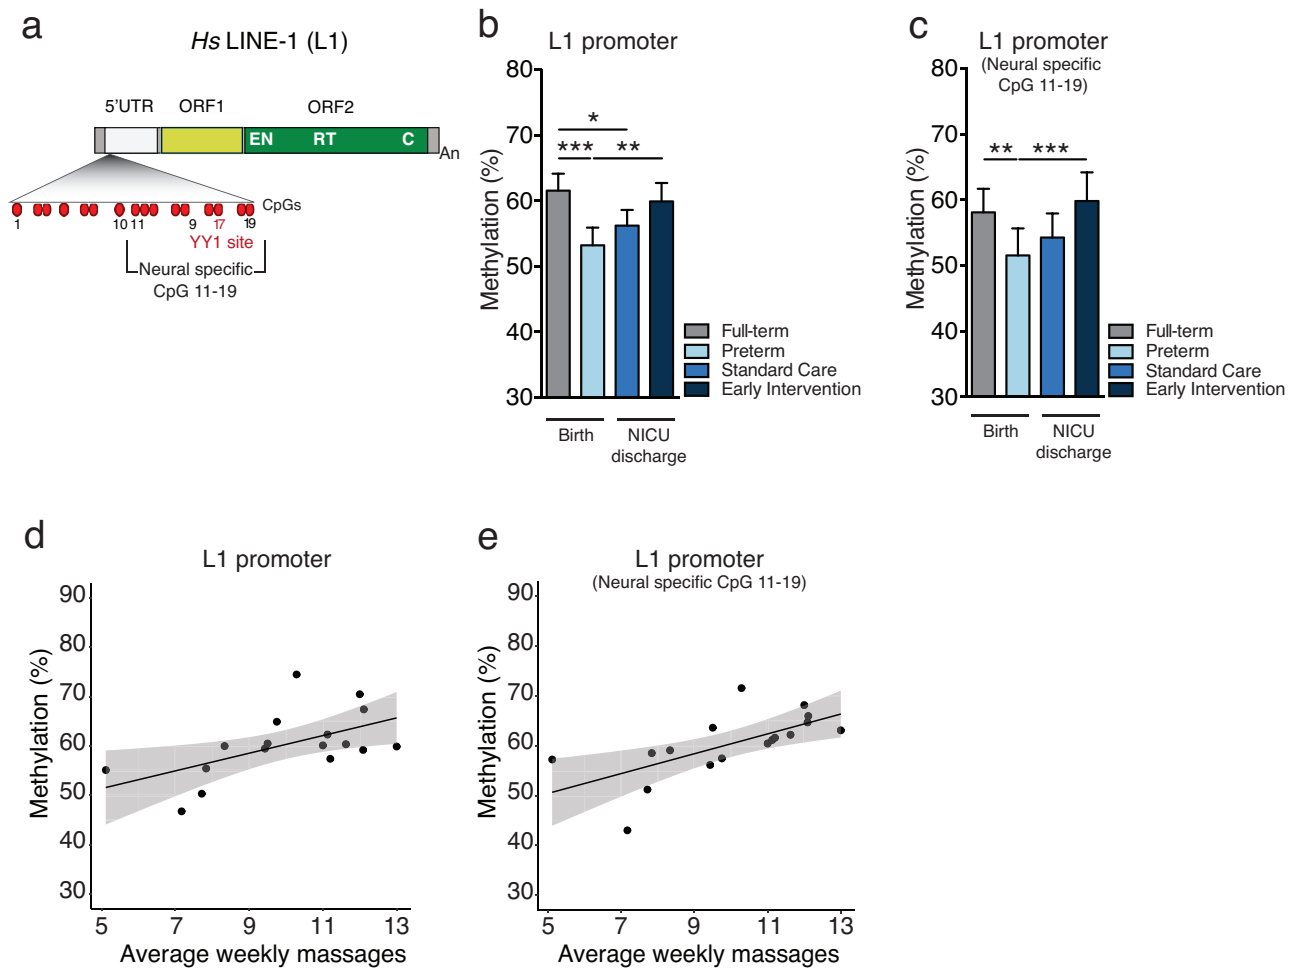 a
Hs LINE-1 (L1)
5'UTR ORF1 ORF2
EN RT C
An
CpGs
1 10 11 9 17 19
YY1 site
Neural specific
CpG 11-19
b
L1 promoter
80
70
60
50
40
30
Methylation (%)
*
*** **
Full-term
Preterm
Standard Care
Early Intervention
Birth
NICU
discharge
c
L1 promoter
(Neural specific
CpG 11-19)
80
70
60
50
40
30
Methylation (%)
** ***
Full-term
Preterm
Standard Care
Early Intervention
Birth
NICU
discharge
d
L1 promoter
90
80
70
60
50
40
30
Methylation (%)
5 7 9 11 13
Average weekly massages
e
L1 promoter
(Neural specific CpG 11-19)
90
80
70
60
50
40
30
Methylation (%)
5 7 9 11 13
Average weekly massages